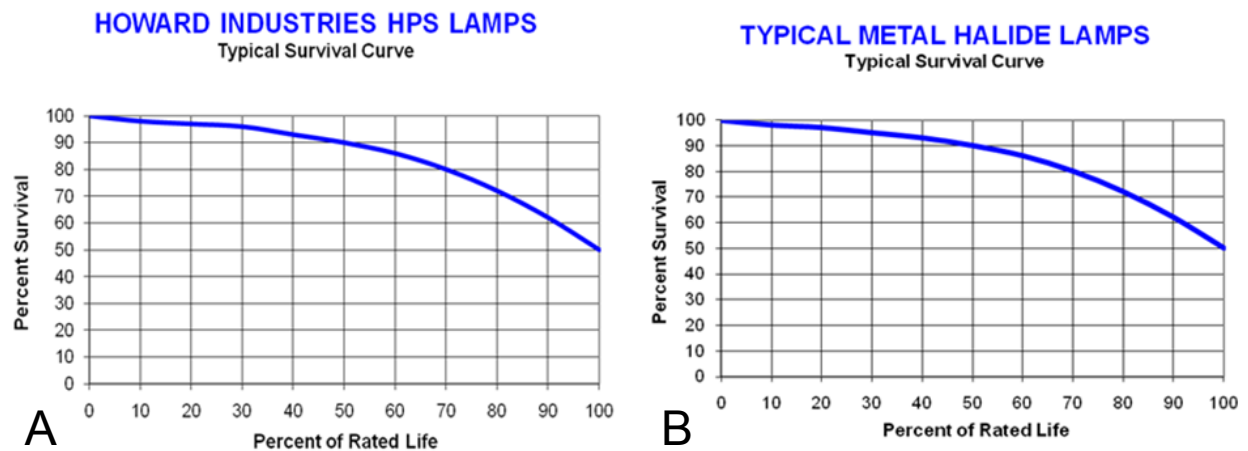 HOWARD INDUSTRIES HPS LAMPS
Typical Survival Curve
Percent Survival
100
90
80
70
60
50
40
30
20
10
0
0 10 20 30 40 50 60 70 80 90 100
Percent of Rated Life
A
TYPICAL METAL HALIDE LAMPS
Typical Survival Curve
Percent Survival
100
90
80
70
60
50
40
30
20
10
0
0 10 20 30 40 50 60 70 80 90 100
Percent of Rated Life
B